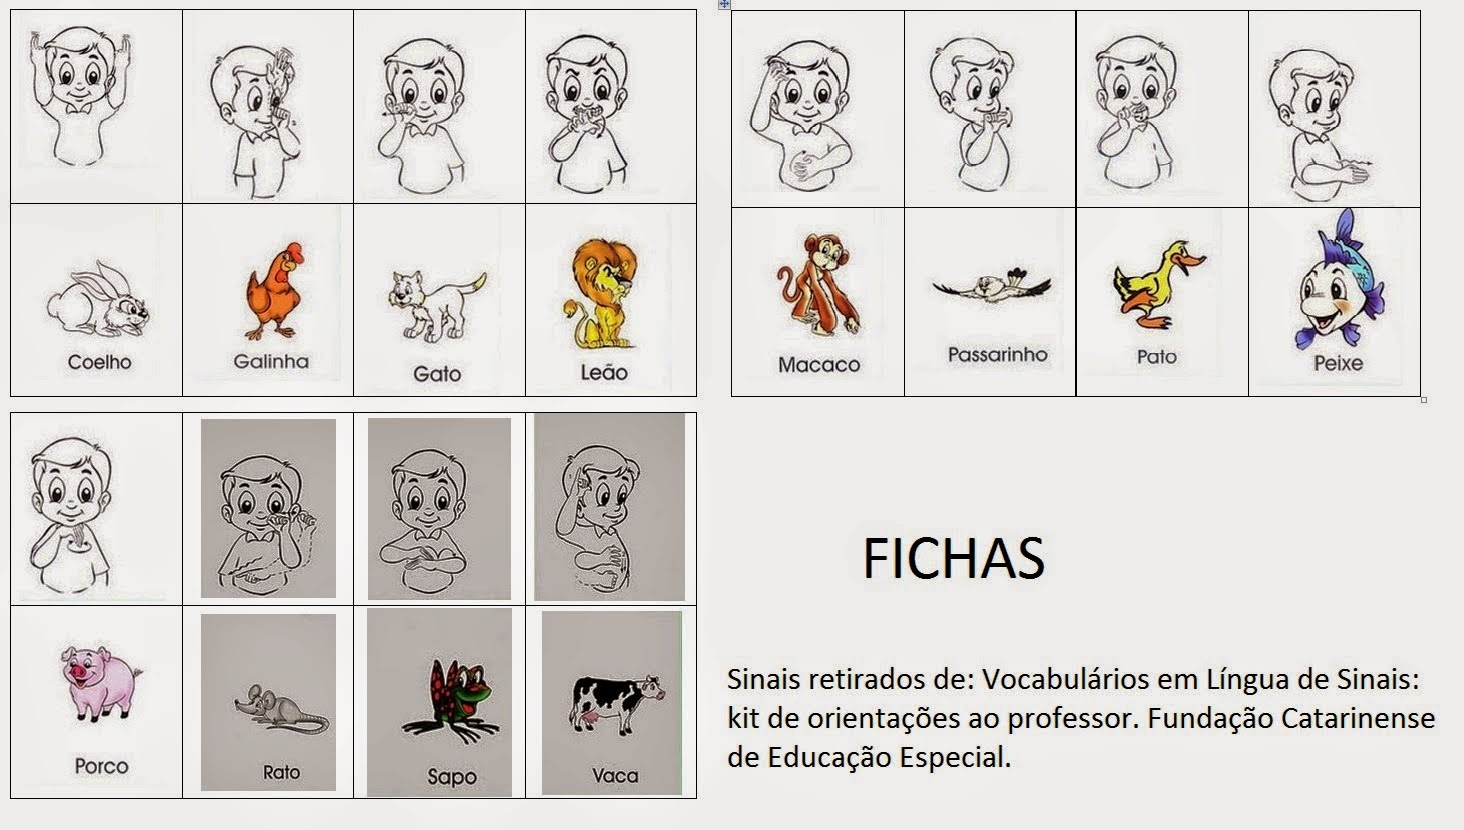 Coelho
Galinha
Gato
Leão
Macaco
Passarinho
Pato
Peixe
Porco
Rato
Sapo
Vaca
FICHAS
Sinais retirados de: Vocabulários em Língua de Sinais:
kit de orientações ao professor. Fundação Catarinense
de Educação Especial.